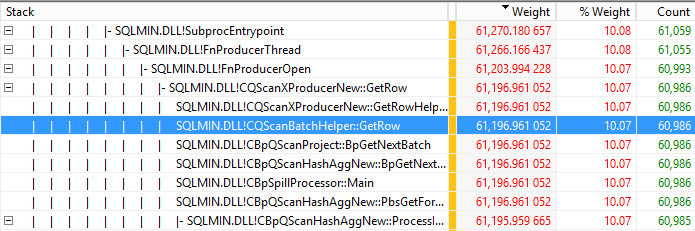 Stack Weight % Weight Count
| | | | | |- SQLMIN.DLL!SubprocEntrypoint 61,270.180 657 10.08 61,059
| | | | | | |- SQLMIN.DLL!FnProducerThread 61,266.166 437 10.08 61,055
| | | | | | | |- SQLMIN.DLL!FnProducerOpen 61,203.994 228 10.07 60,993
| | | | | | | | |- SQLMIN.DLL!CQScanXProducerNew::GetRow 61,196.961 052 10.07 60,986
| | | | | | | | SQLMIN.DLL!CQScanXProducerNew::GetRowHelp... 61,196.961 052 10.07 60,986
| | | | | | | | SQLMIN.DLL!CQScanBatchHelper::GetRow 61,196.961 052 10.07 60,986
| | | | | | | | SQLMIN.DLL!CBpQScanProject::BpGetNextBatch 61,196.961 052 10.07 60,986
| | | | | | | | SQLMIN.DLL!CBpQScanHashAggNew::BpGetNext... 61,196.961 052 10.07 60,986
| | | | | | | | SQLMIN.DLL!CBpSpillProcessor::Main 61,196.961 052 10.07 60,986
| | | | | | | | SQLMIN.DLL!CBpQScanHashAggNew::PbsGetFor... 61,196.961 052 10.07 60,986
| | | | | | | | |- SQLMIN.DLL!CBpQScanHashAggNew::ProcessI... 61,195.959 665 10.07 60,985